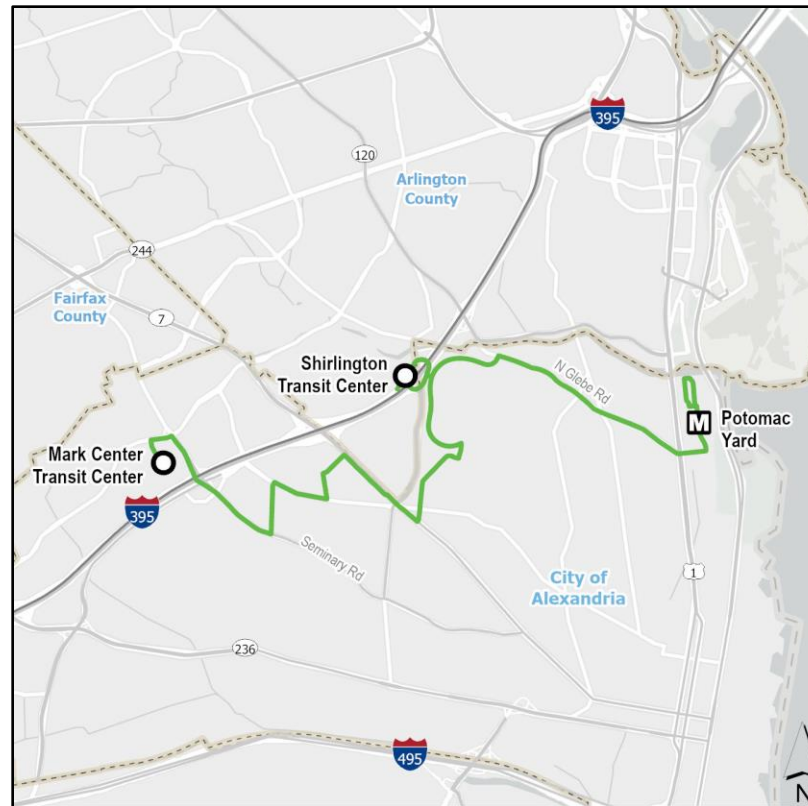 395
120
Arlington
County
244
Fairfax
County
7
Shirlington
Transit Center
N Glebe Rd
M
Potomac
Yard
Mark Center
Transit Center
395
Seminary Rd
City of
Alexandria
1
236
495
N